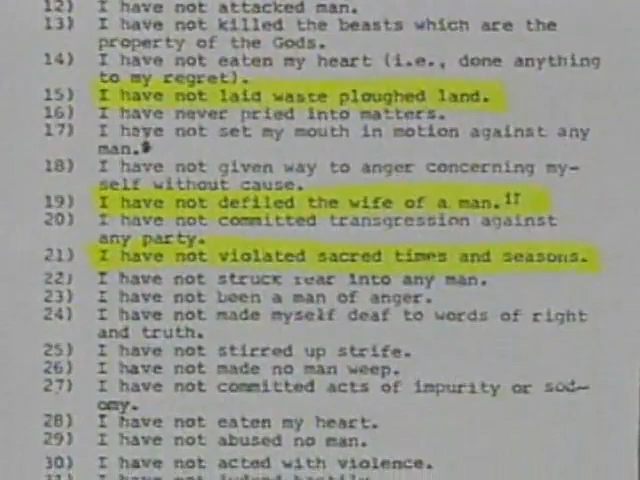 12) I have not attacked man.
13) I have not killed the beasts which are the
property of the Gods.
14) I have not eaten my heart (i.e., done anything
to my regret).
15) I have not laid waste ploughed land.
16) I have never pried into matters.
17) I have not set my mouth in motion against any
man.
18) I have not given way to anger concerning my-
self without cause.
19) I have not defiled the wife of a man.
20) I have not committed transgression against
any party.
21) I have not violated sacred times and seasons.
22) I have not struck fear into any man.
23) I have not been a man of anger.
24) I have not made myself deaf to words of right
and truth.
25) I have not stirred up strife.
26) I have not made no man weep.
27) I have not committed acts of impurity or sod-
omy.
28) I have not eaten my heart.
29) I have not abused no man.
30) I have not acted with violence.
31) I have not judged hastily.